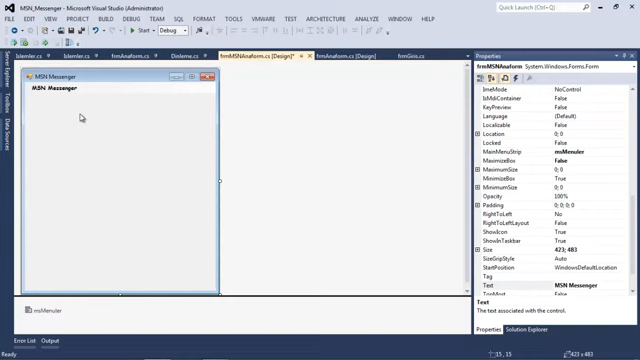 MSN_Messenger - Microsoft Visual Studio (Administrator)
Quick Launch (Ctrl+Q)
FILE EDIT VIEW PROJECT BUILD DEBUG TEAM SQL FORMAT TOOLS TEST ARCHITECTURE ANALYZE WINDOW HELP
Start Debug
Islemler.cs Islemler.cs frmAnaform.cs Dinleme.cs frmMSNAnaform.cs [Design]* frmAnaform.cs [Design] frmGiris.cs
Server Explorer
Toolbox
Data Sources
MSN Messenger
MSN Messenger
msMenuler
Properties
frmMSNAnaform System.Windows.Forms.Form
ImeMode NoControl
IsMdiContainer False
KeyPreview False
Language (Default)
Localizable False
Location 0; 0
Locked False
MainMenuStrip msMenuler
MaximizeBox False
MaximumSize 0; 0
MinimizeBox True
MinimumSize 0; 0
Opacity 100%
Padding 0; 0; 0; 0
RightToLeft No
RightToLeftLayout False
ShowIcon True
ShowInTaskbar True
Size 423; 483
SizeGripStyle Auto
StartPosition WindowsDefaultLocation
Tag
Text MSN Messenger
TopMost False
Text
The text associated with the control.
Properties Solution Explorer
Error List Output
Ready
15 , 15
423 x 483